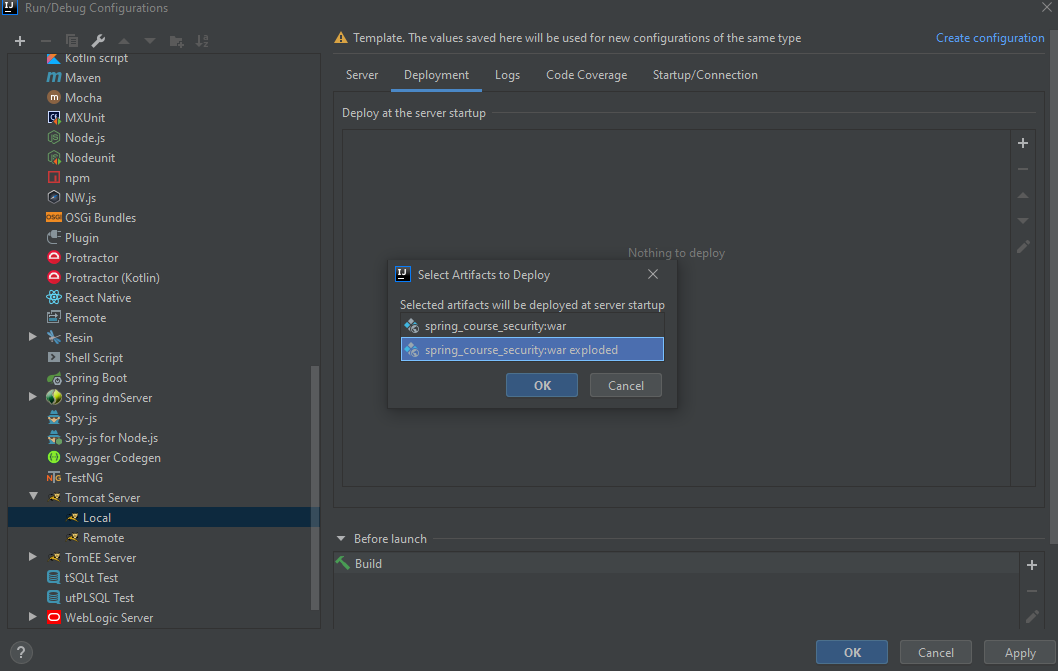 Run/Debug Configurations
Template. The values saved here will be used for new configurations of the same type
Create configuration
Kotlin script
Maven
Mocha
MXUnit
Node.js
Nodeunit
npm
NW.js
OSGi Bundles
Plugin
Protractor
Protractor (Kotlin)
React Native
Remote
Resin
Shell Script
Spring Boot
Spring dmServer
Spy-js
Spy-js for Node.js
Swagger Codegen
TestNG
Tomcat Server
Local
Remote
TomEE Server
tSQLt Test
utPLSQL Test
WebLogic Server
Server
Deployment
Logs
Code Coverage
Startup/Connection
Deploy at the server startup
Nothing to deploy
Select Artifacts to Deploy
Selected artifacts will be deployed at server startup
spring_course_security:war
spring_course_security:war exploded
OK
Cancel
Before launch
Build
?
OK
Cancel
Apply